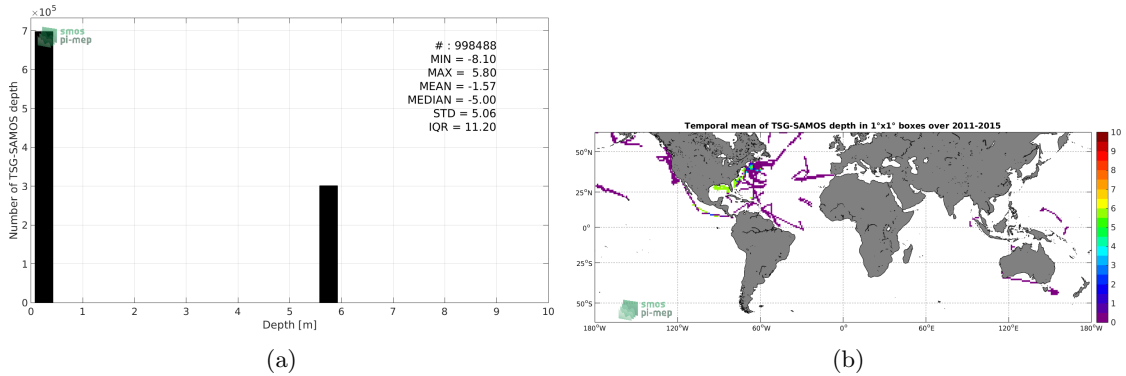 ×10⁵
smos
pi-mep
# : 998488
MIN = -8.10
MAX = 5.80
MEAN = -1.57
MEDIAN = -5.00
STD = 5.06
IQR = 11.20
Number of TSG-SAMOS depth
7
6
5
4
3
2
1
0
0 1 2 3 4 5 6 7 8 9 10
Depth [m]
(a)
Temporal mean of TSG-SAMOS depth in 1°x1° boxes over 2011-2015
50°N
25°N
0°
25°S
50°S
smos
pi-mep
180°W 120°W 60°W 0° 60°E 120°E 180°E
10
9
8
7
6
5
4
3
2
1
0
(b)